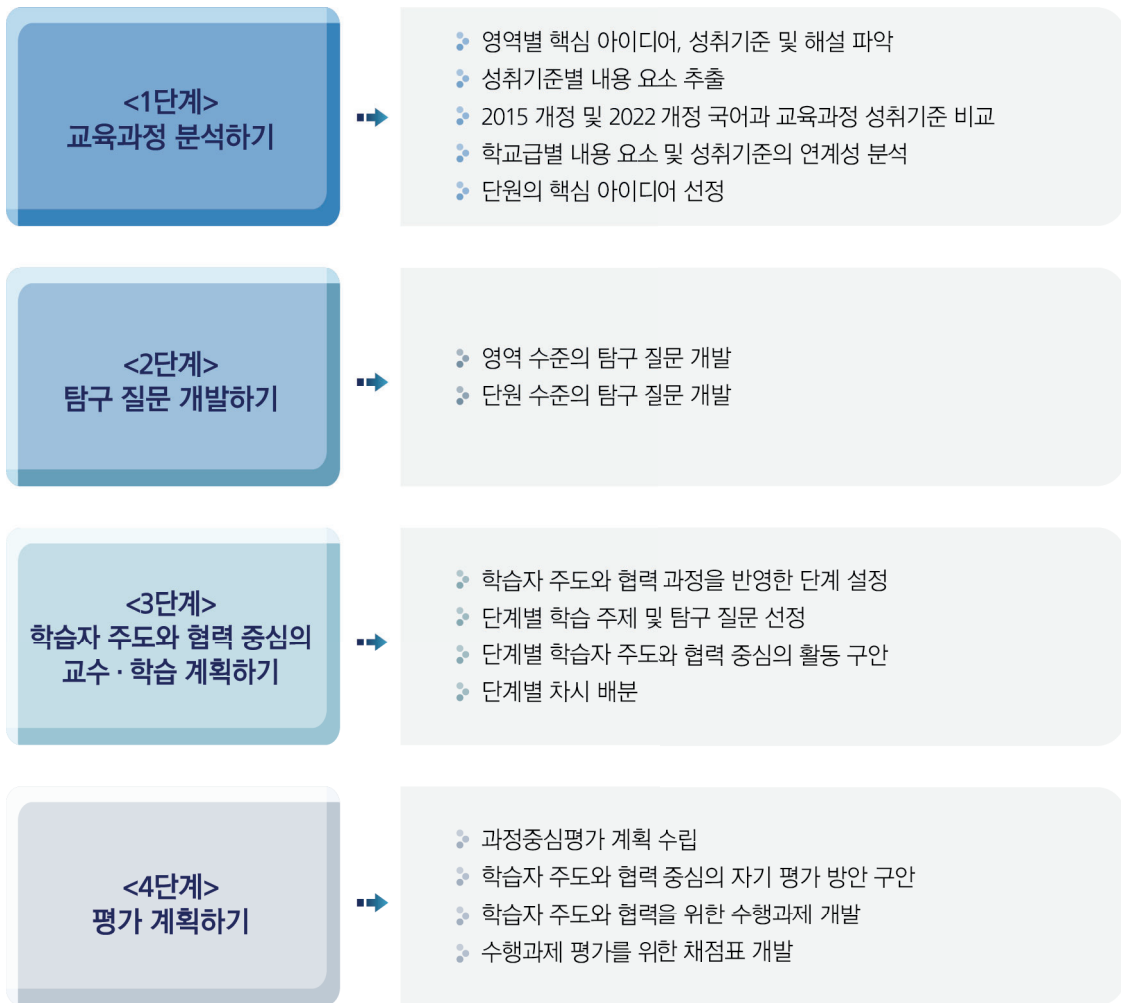 <1단계>
교육과정 분석하기
영역별 핵심 아이디어, 성취기준 및 해설 파악
성취기준별 내용 요소 추출
2015 개정 및 2022 개정 국어과 교육과정 성취기준 비교
학교급별 내용 요소 및 성취기준의 연계성 분석
단원의 핵심 아이디어 선정
<2단계>
탐구 질문 개발하기
영역 수준의 탐구 질문 개발
단원 수준의 탐구 질문 개발
<3단계>
학습자 주도와 협력 중심의
교수·학습 계획하기
학습자 주도와 협력 과정을 반영한 단계 설정
단계별 학습 주제 및 탐구 질문 선정
단계별 학습자 주도와 협력 중심의 활동 구안
단계별 차시 배분
<4단계>
평가 계획하기
과정중심평가 계획 수립
학습자 주도와 협력 중심의 자기 평가 방안 구안
학습자 주도와 협력을 위한 수행과제 개발
수행과제 평가를 위한 채점표 개발